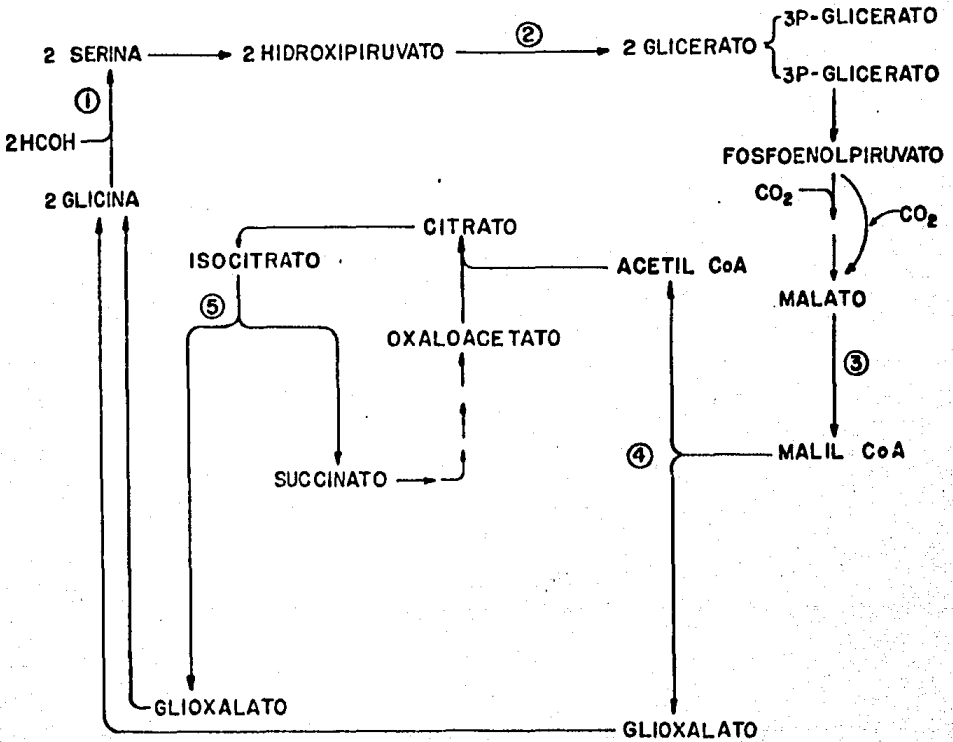 3P-GLICERATO
2 SERINA
2 HIDROXIPIRUVATO
②
2 GLICERATO
3P-GLICERATO
①
2HCOH
FOSFOENOLPIRUVATO
CO₂
CO₂
2 GLICINA
CITRATO
ISOCITRATO
ACETIL CoA
MALATO
⑤
OXALOACETATO
③
④
MALIL CoA
SUCCINATO
GLIOXALATO
GLIOXALATO